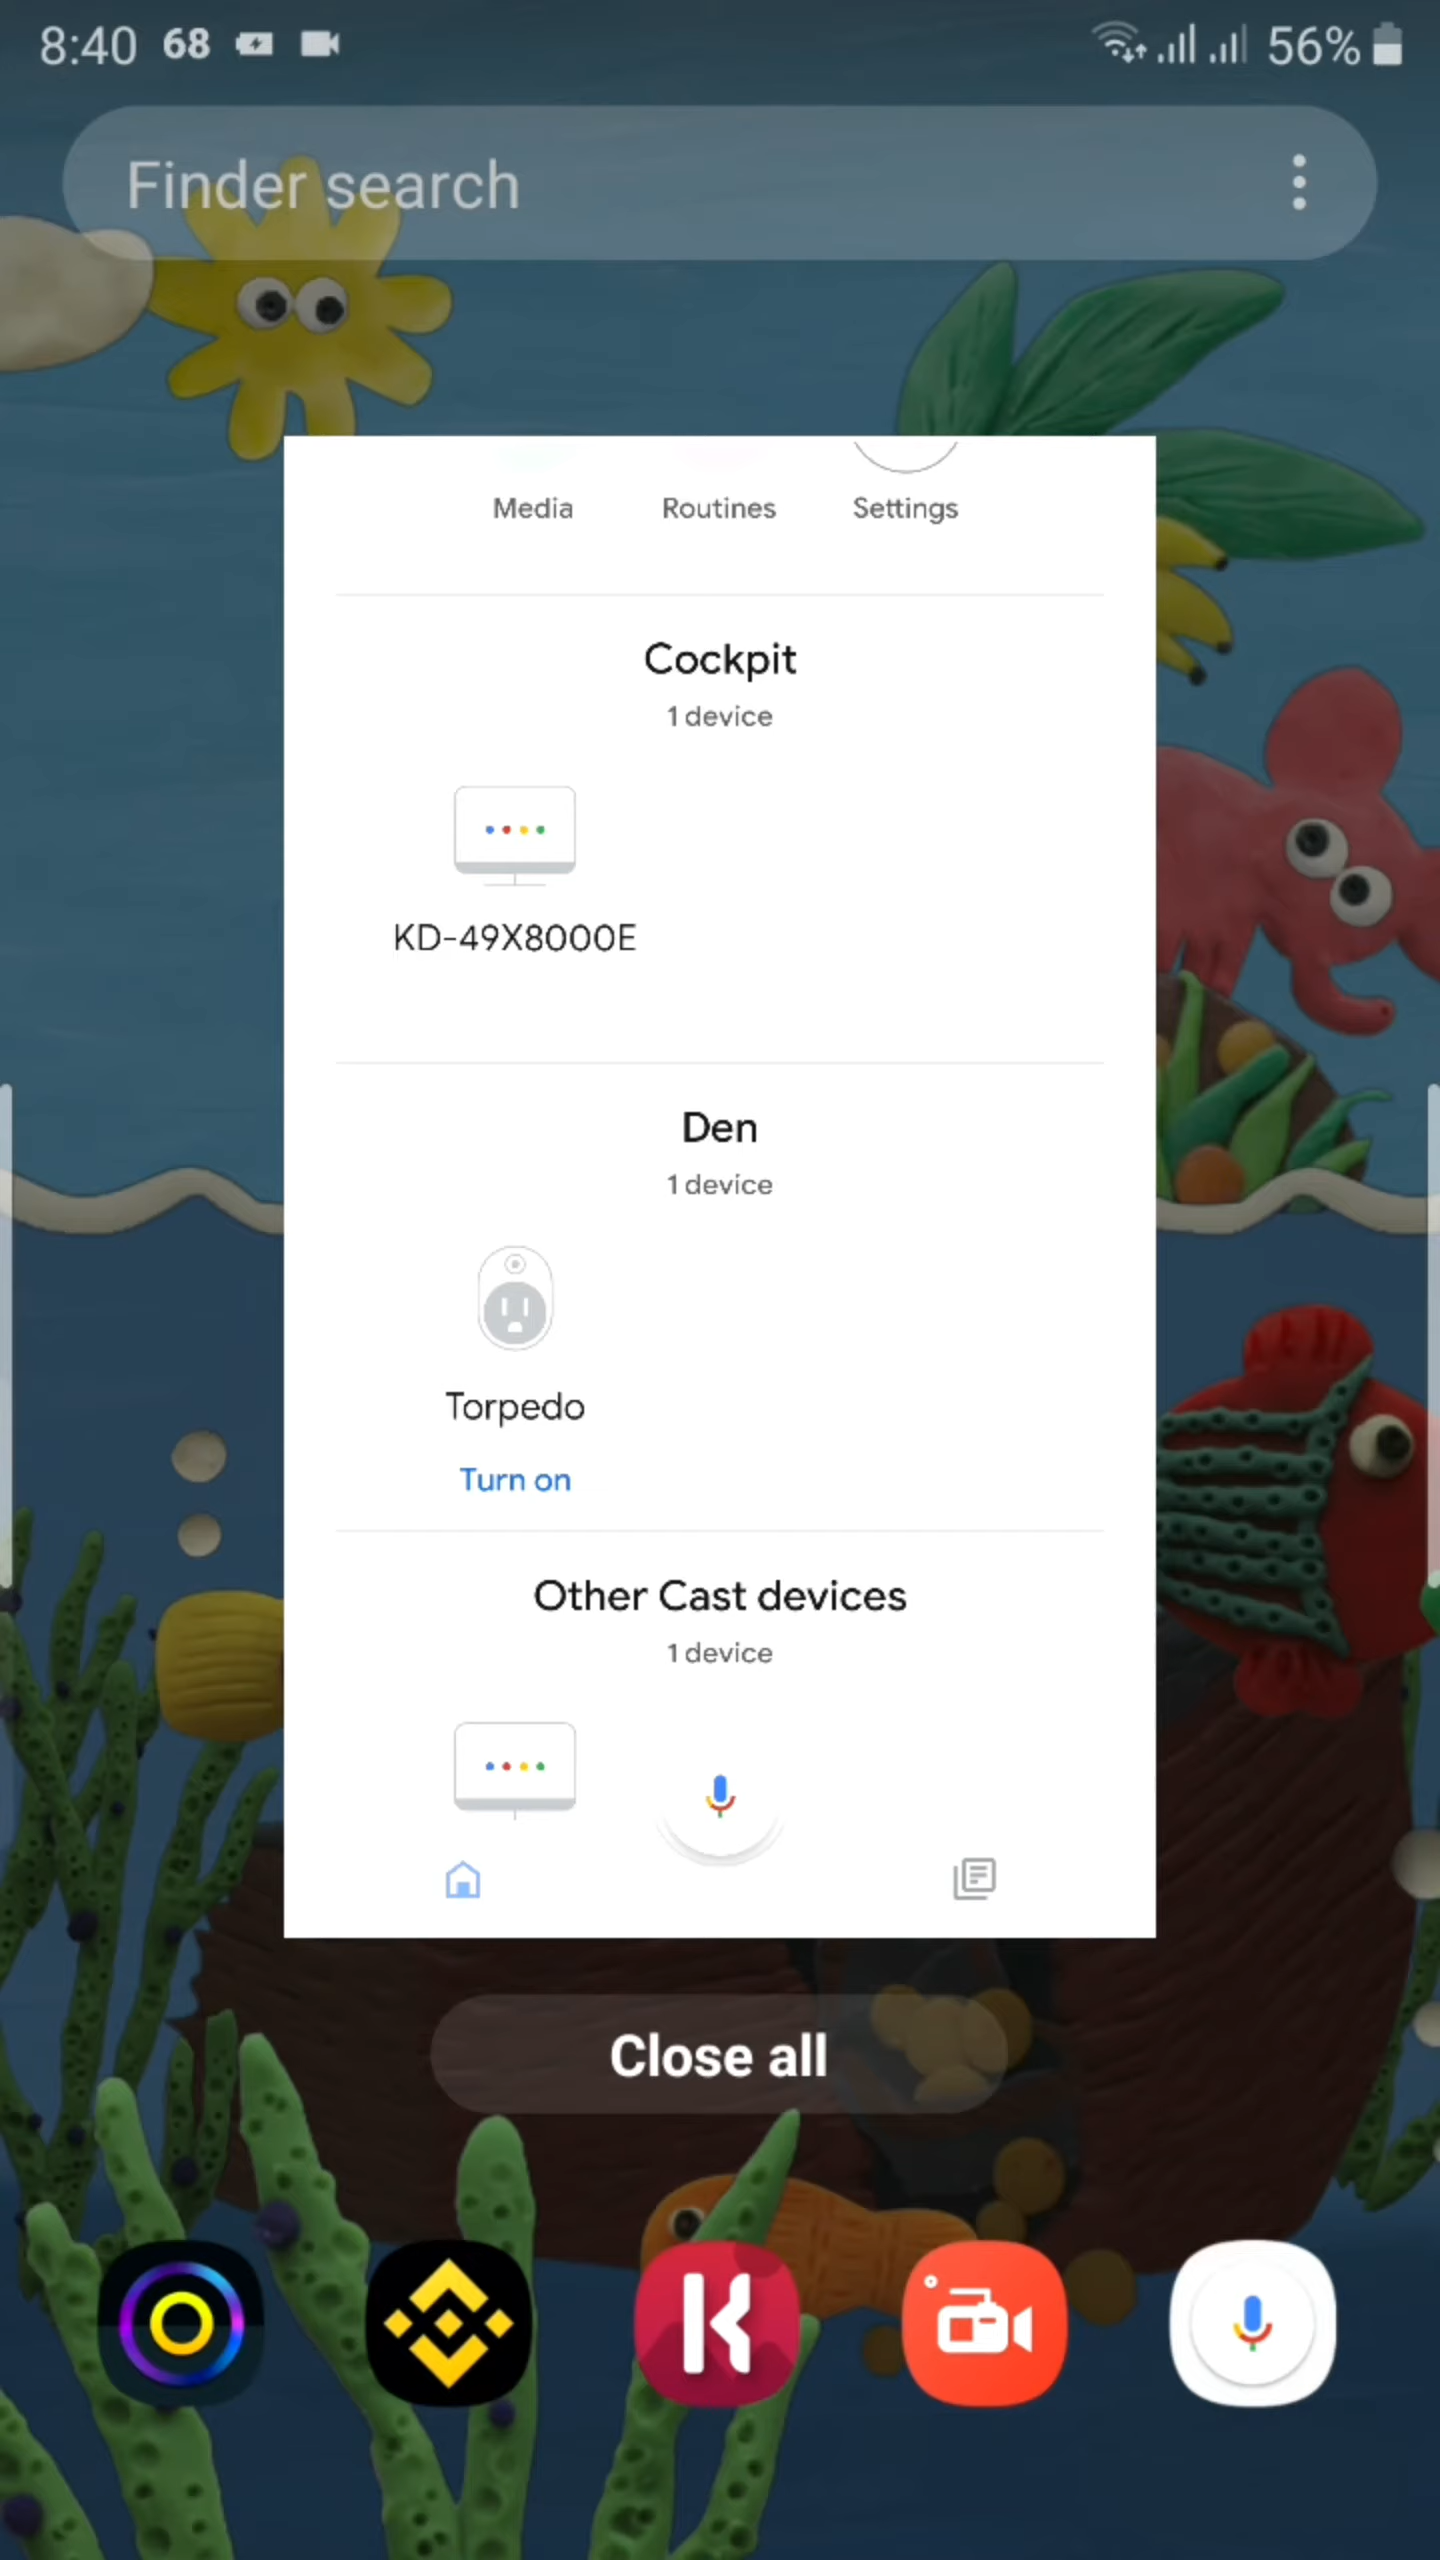 8:40 68 56%
Finder search
Media Routines Settings
Cockpit
1 device
KD-49X8000E
Den
1 device
Torpedo
Turn on
Other Cast devices
1 device
Close all